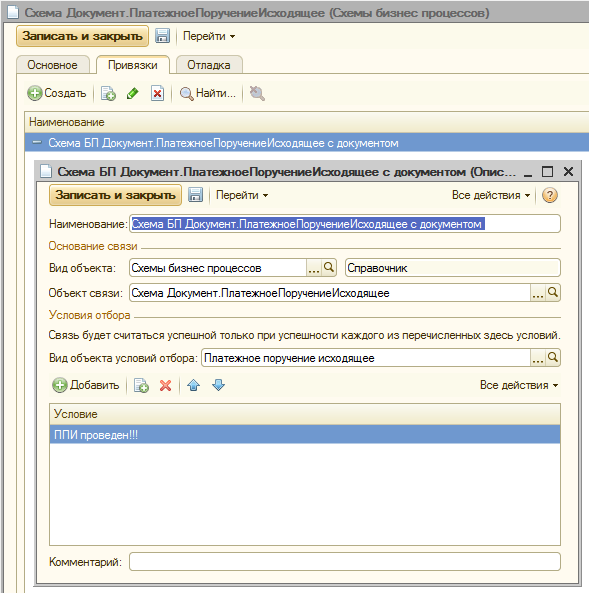 Схема Документ.ПлатежноеПоручениеИсходящее (Схемы бизнес процессов)
Записать и закрыть Перейти
Основное Привязки Отладка
Создать Найти...
Наименование
Схема БП Документ.ПлатежноеПоручениеИсходящее с документом
Схема БП Документ.ПлатежноеПоручениеИсходящее с документом (Опис...
Записать и закрыть Перейти Все действия ?
Наименование: Схема БП Документ.ПлатежноеПоручениеИсходящее с документом
Основание связи
Вид объекта: Схемы бизнес процессов ... Справочник
Объект связи: Схема Документ.ПлатежноеПоручениеИсходящее ...
Условия отбора
Связь будет считаться успешной только при успешности каждого из перечисленных здесь условий.
Вид объекта условий отбора: Платежное поручение исходящее ...
Добавить Все действия
Условие
ППИ проведен!!!
Комментарий: